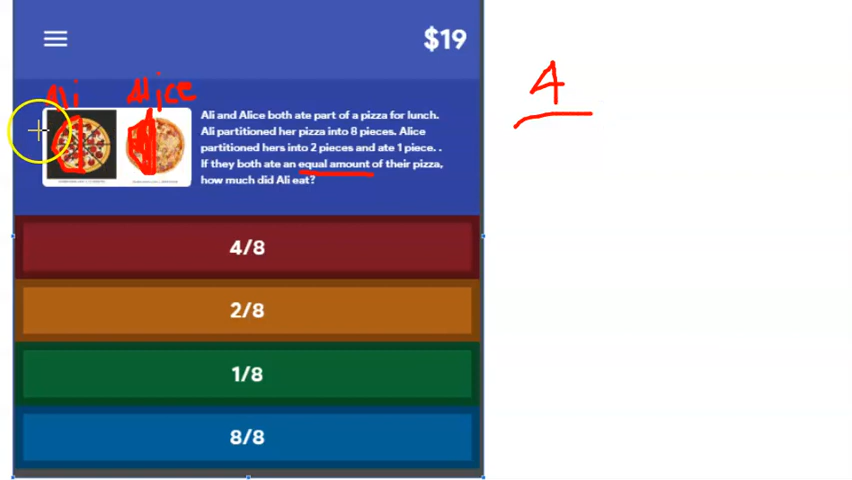 $19
Ali Alice
Ali and Alice both ate part of a pizza for lunch.
Ali partitioned her pizza into 8 pieces. Alice
partitioned hers into 2 pieces and ate 1 piece. .
If they both ate an equal amount of their pizza,
how much did Ali eat?
4/8
2/8
1/8
8/8
4